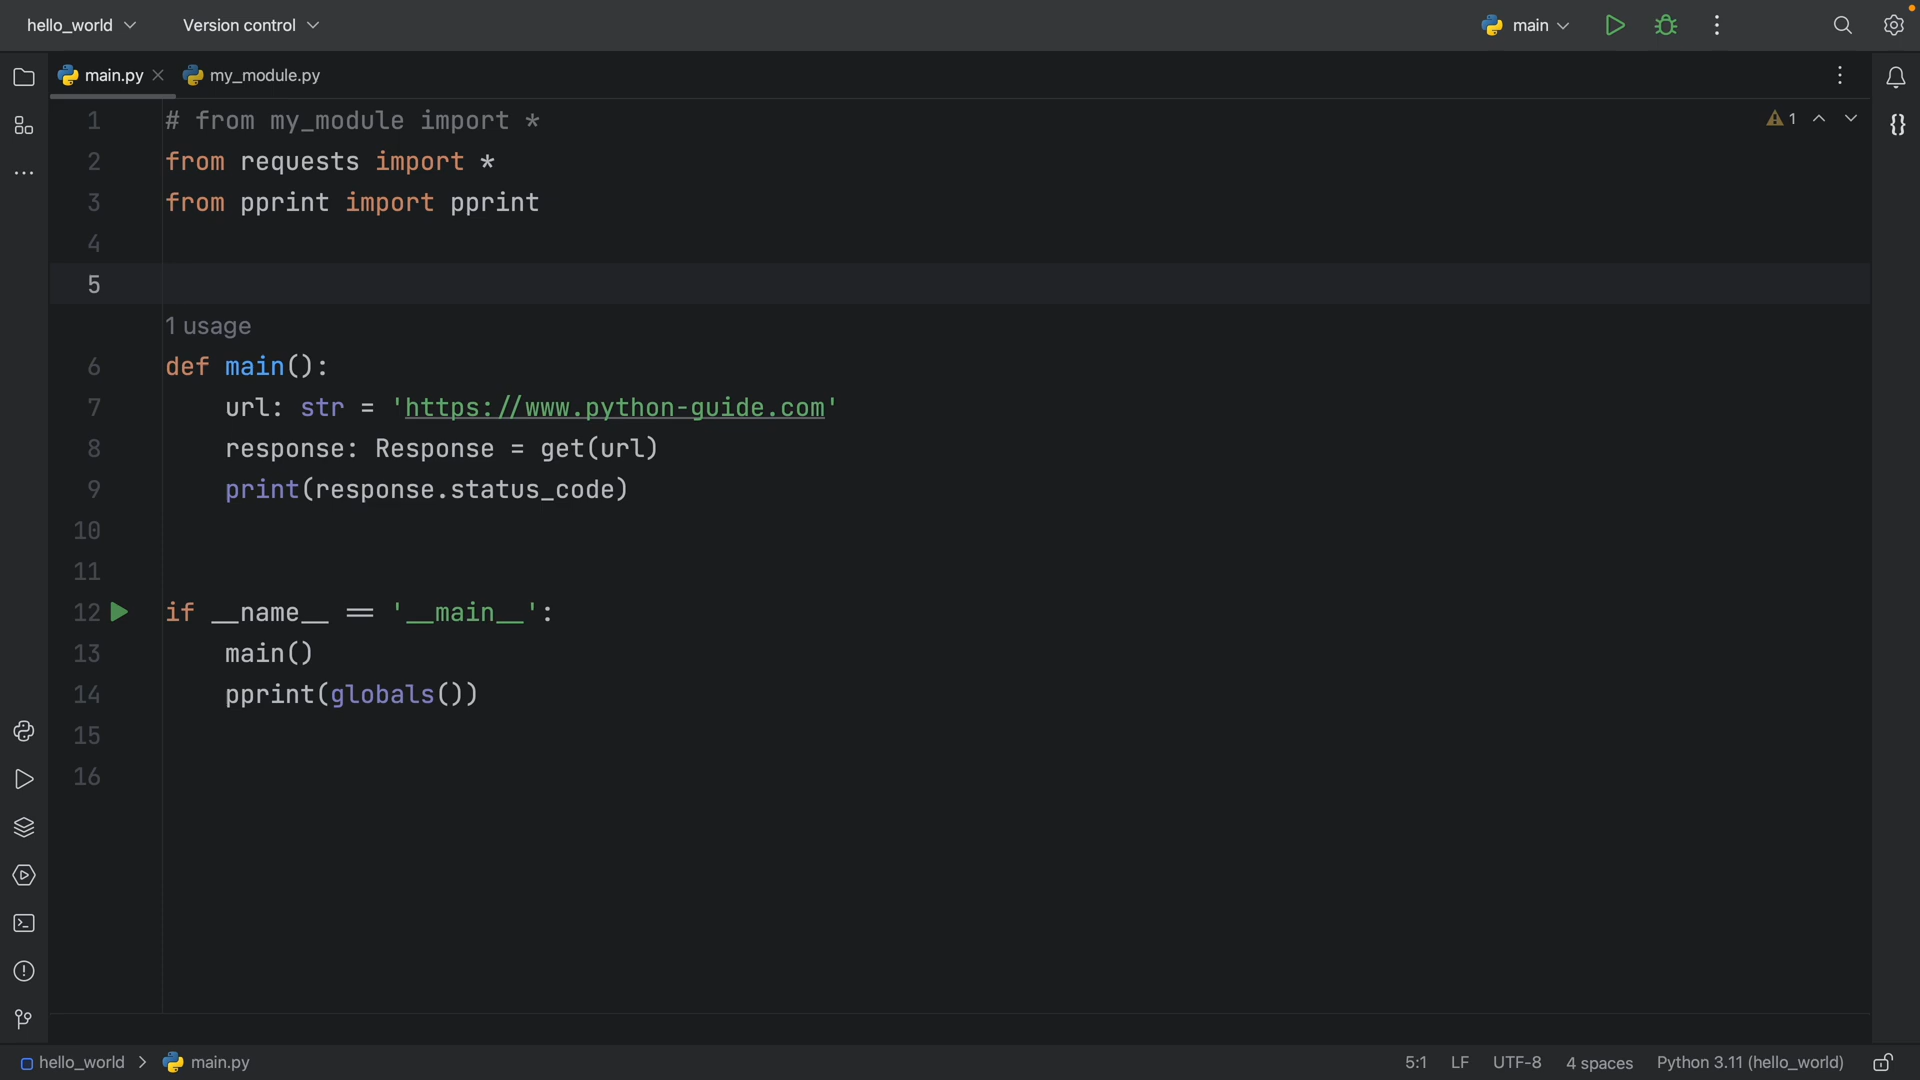 hello_world Version control main
main.py my_module.py
1 # from my_module import * 1
2 from requests import *
3 from pprint import pprint
4
5
1 usage
6 def main():
7 url: str = 'https://www.python-guide.com'
8 response: Response = get(url)
9 print(response.status_code)
10
11
12 if __name__ == '__main__':
13 main()
14 pprint(globals())
15
16
hello_world > main.py 5:1 LF UTF-8 4 spaces Python 3.11 (hello_world)